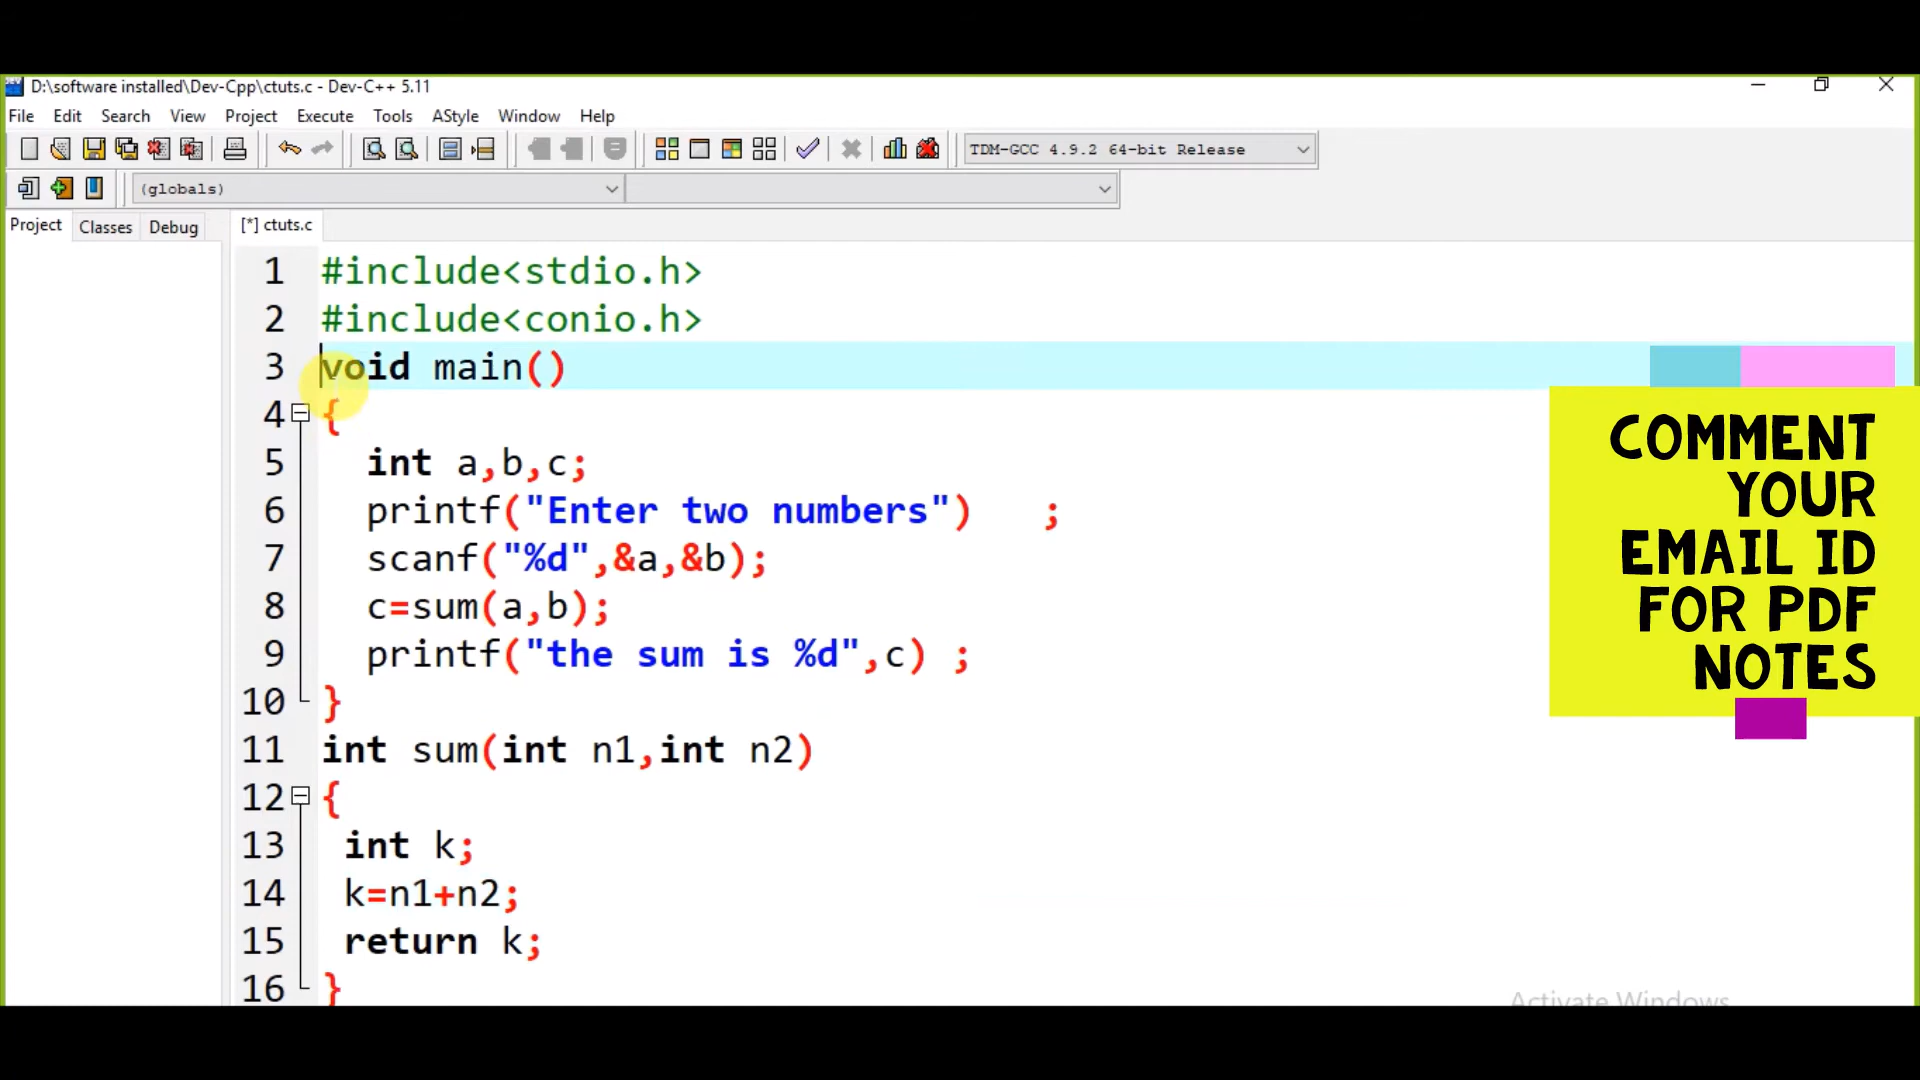 D:\software installed\Dev-Cpp\ctuts.c - Dev-C++ 5.11
File Edit Search View Project Execute Tools AStyle Window Help
TDM-GCC 4.9.2 64-bit Release
(globals)
Project Classes Debug [*] ctuts.c
1 #include<stdio.h>
2 #include<conio.h>
3 void main()
4 {
5 int a,b,c;
6 printf("Enter two numbers") ;
7 scanf("%d",&a,&b);
8 c=sum(a,b);
9 printf("the sum is %d",c) ;
10 }
11 int sum(int n1,int n2)
12 {
13 int k;
14 k=n1+n2;
15 return k;
16 }
COMMENT
YOUR
EMAIL ID
FOR PDF
NOTES
Activate Windows